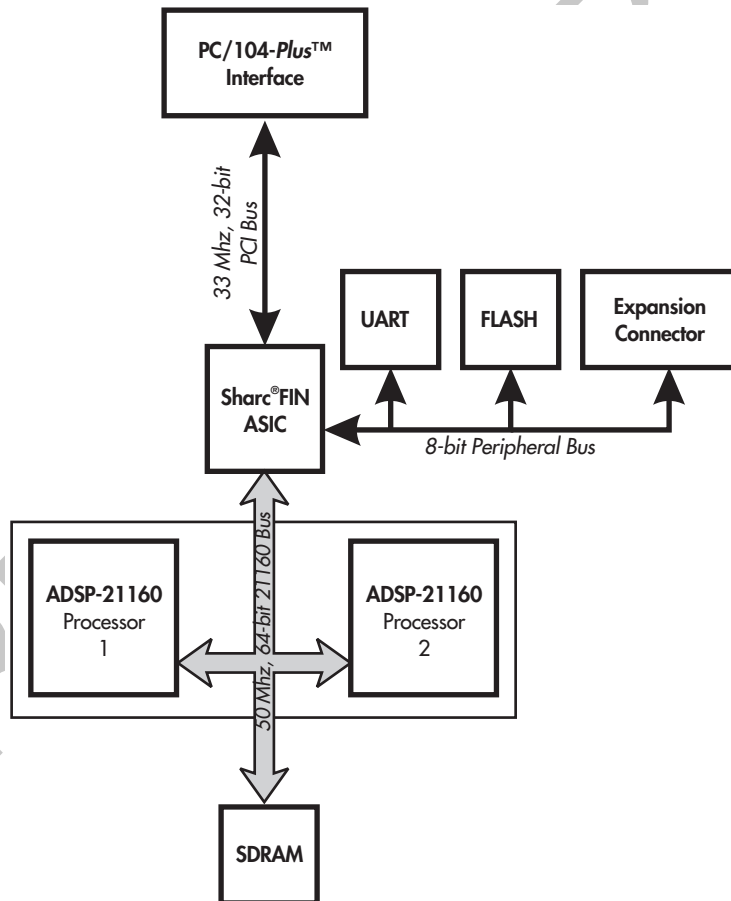 PC/104-Plus™
Interface
33 Mhz, 32-bit
PCI Bus
UART
FLASH
Expansion
Connector
Sharc®FIN
ASIC
8-bit Peripheral Bus
50 Mhz, 64-bit 21160 Bus
ADSP-21160
Processor
1
ADSP-21160
Processor
2
SDRAM